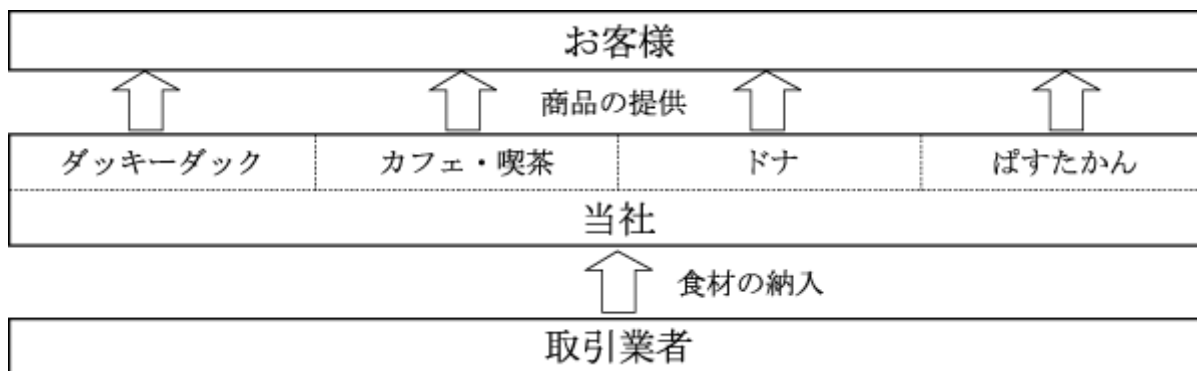 お客様
商品の提供
ダッキーダック カフェ・喫茶 ドナ ぱすたかん
当社
食材の納入
取引業者